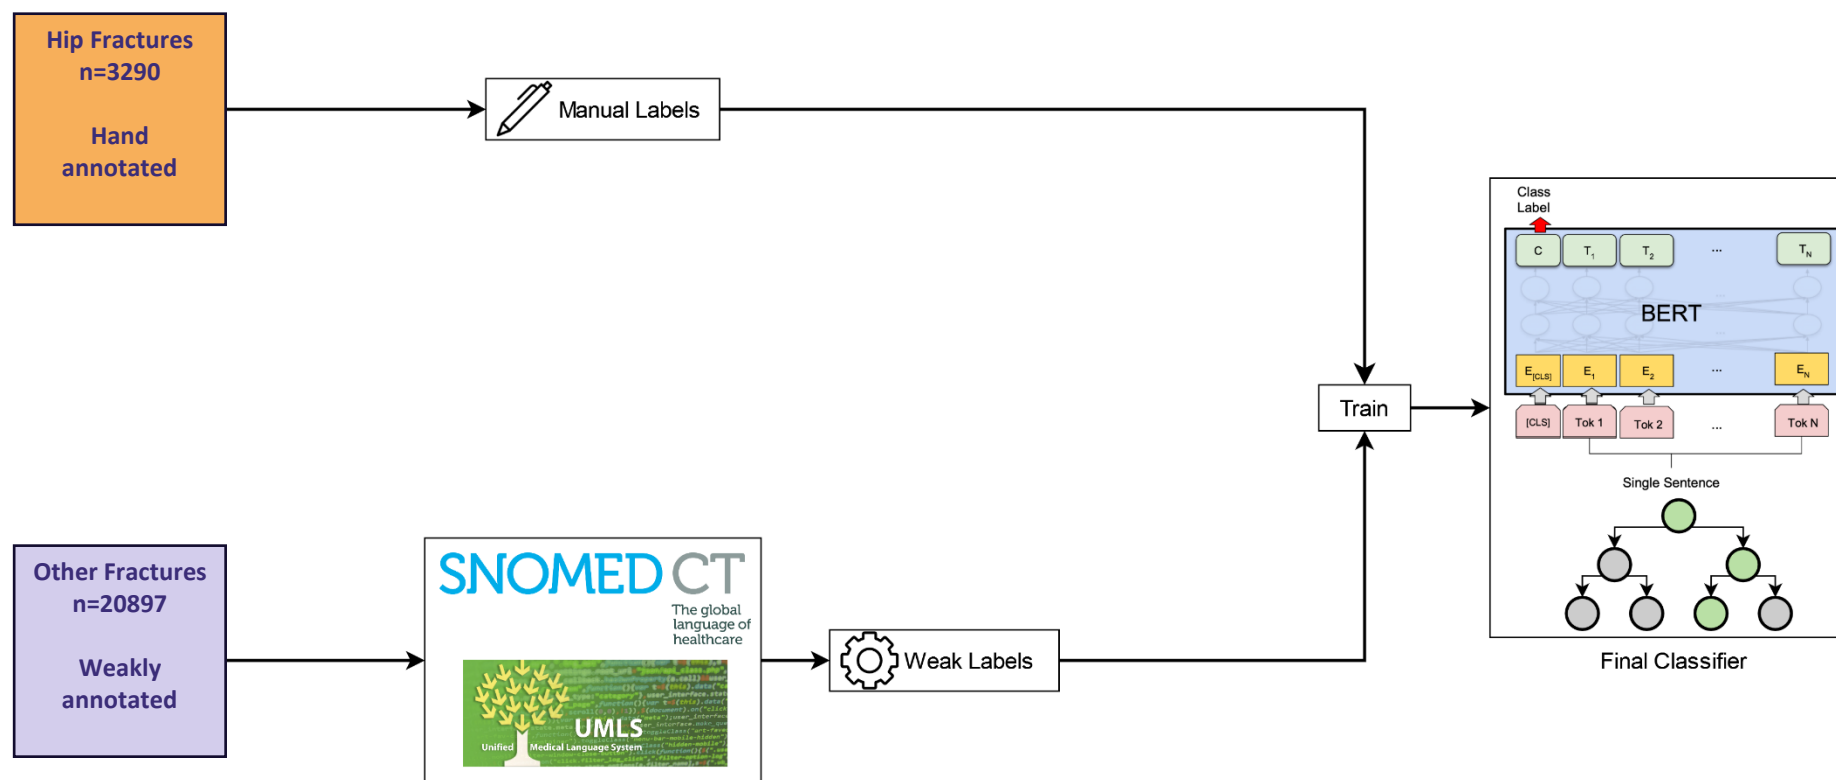 Hip Fractures
n=3290
Hand
annotated
Manual Labels
Other Fractures
n=20897
Weakly
annotated
SNOMED CT
The global
language of
healthcare
UMLS
Unified Medical Language System
Weak Labels
Train
Class
Label
C T1 T2 ... TN
BERT
E[CLS] E1 E2 ... EN
[CLS] Tok 1 Tok 2 ... Tok N
Single Sentence
Final Classifier